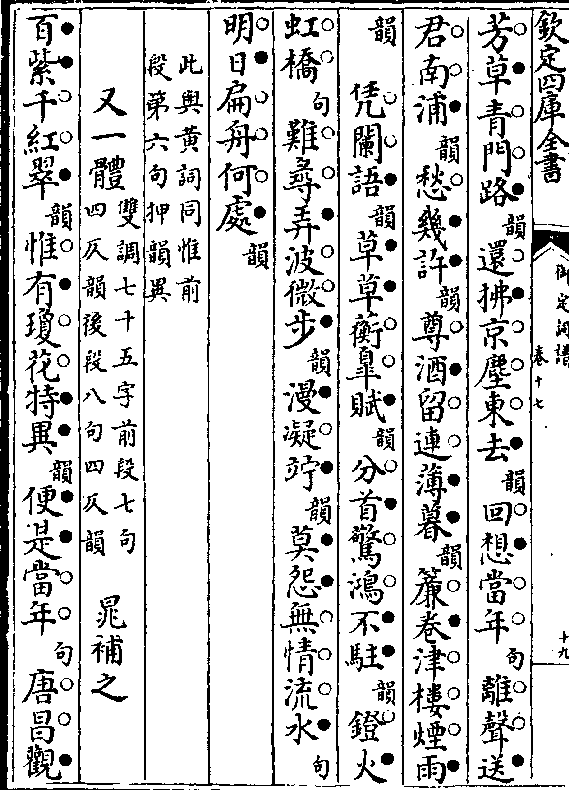 欽定四庫全書
御定詞譜
卷十七
十九
芳草青門路韻還拂京塵東去韻回想當年句離聲送
君南浦韻愁幾許韻尊酒留連薄暮韻簾卷津樓煙雨
韻凭闌語韻草草蘅臯賦韻分首驚鴻不駐韻鐙火
虹橋句難尋弄波微步韻漫凝竚韻莫怨無情流水句
明日扁舟何處韻
此與黃詞同惟前
段第六句押韻異
又一體雙調七十五字前段七句
四仄韻後段八句四仄韻晁補之
百紫千紅翠韻惟有瓊花特異韻便是當年句唐昌觀